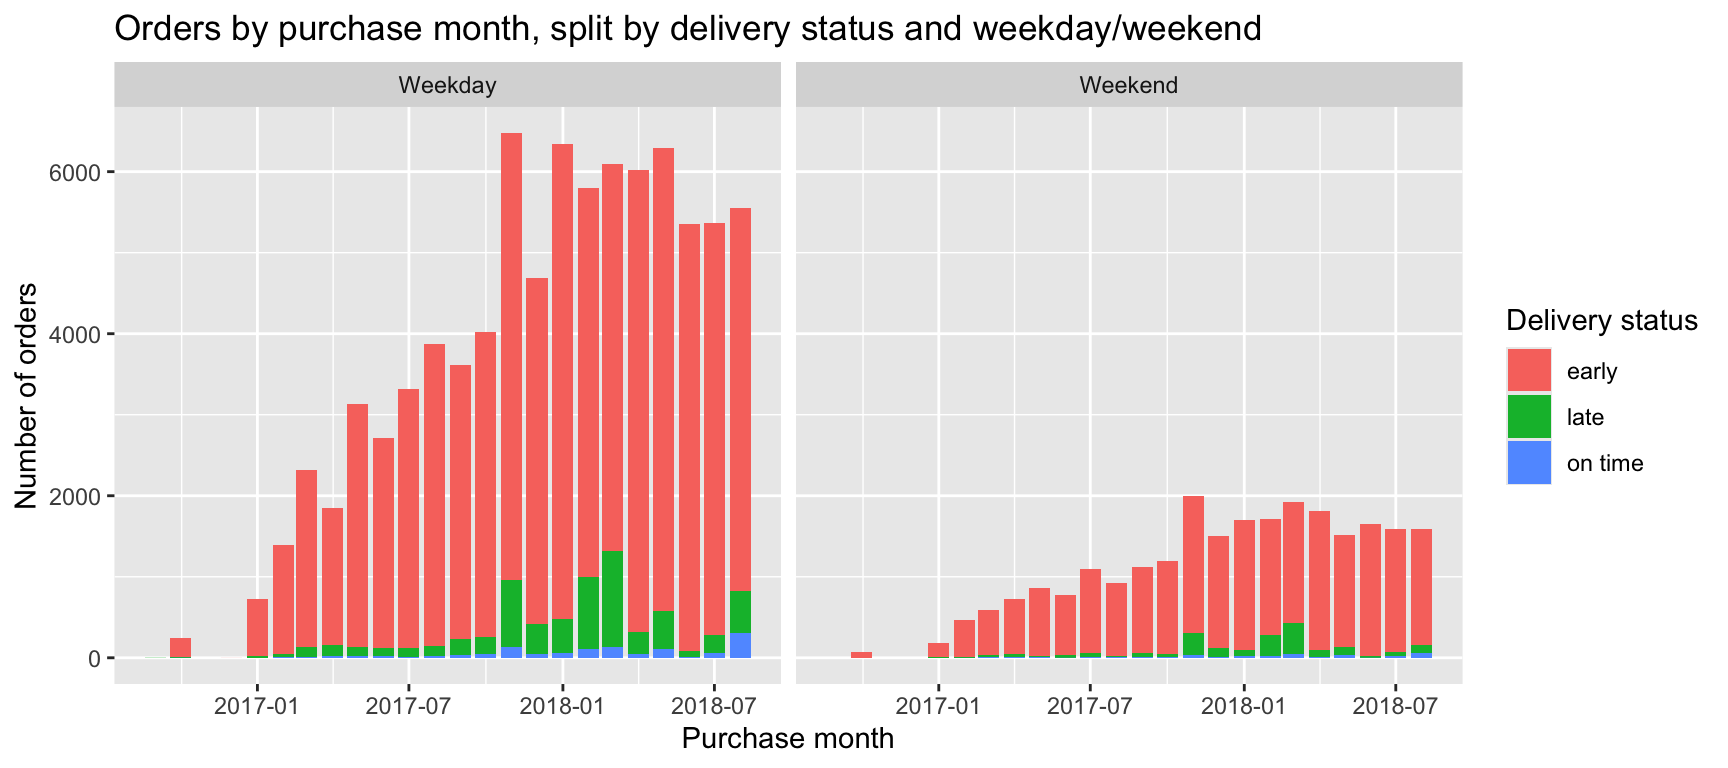 Orders by purchase month, split by delivery status and weekday/weekend
Weekday
Weekend
Number of orders
6000
4000
2000
0
2017-01
2017-07
2018-01
2018-07
2017-01
2017-07
2018-01
2018-07
Purchase month
Delivery status
early
late
on time